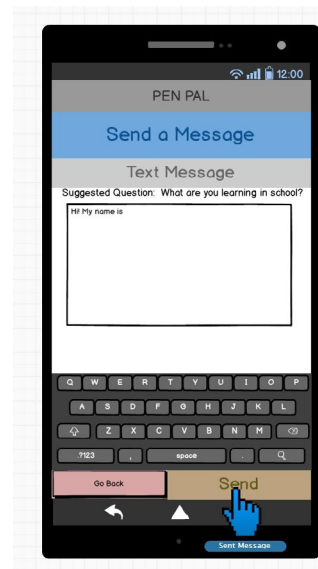 12:00
PEN PAL
Send a Message
Text Message
Suggested Question: What are you learning in school?
Hi! My name is
Q W E R T Y U I O P
A S D F G H J K L
Z X C V B N M
.?123 , space . 
Go Back Send
Sent Message